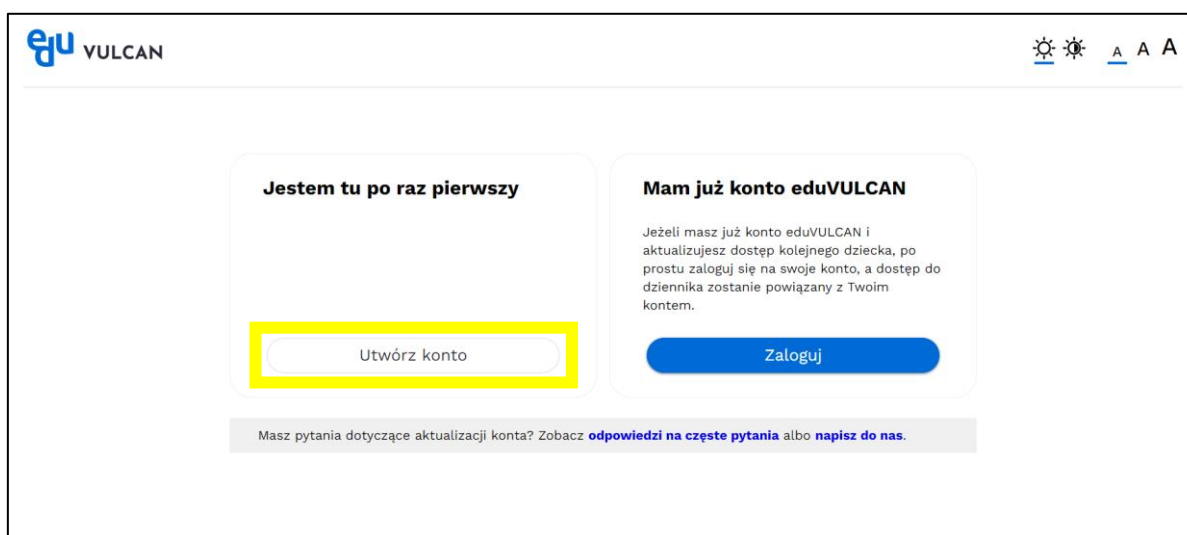 edu VULCAN
A A A
Jestem tu po raz pierwszy
Utwórz konto
Mam już konto eduVULCAN
Jeżeli masz już konto eduVULCAN i
aktualizujesz dostęp kolejnego dziecka, po
prostu zaloguj się na swoje konto, a dostęp do
dziennika zostanie powiązany z Twoim
kontem.
Zaloguj
Masz pytania dotyczące aktualizacji konta? Zobacz odpowiedzi na częste pytania albo napisz do nas.